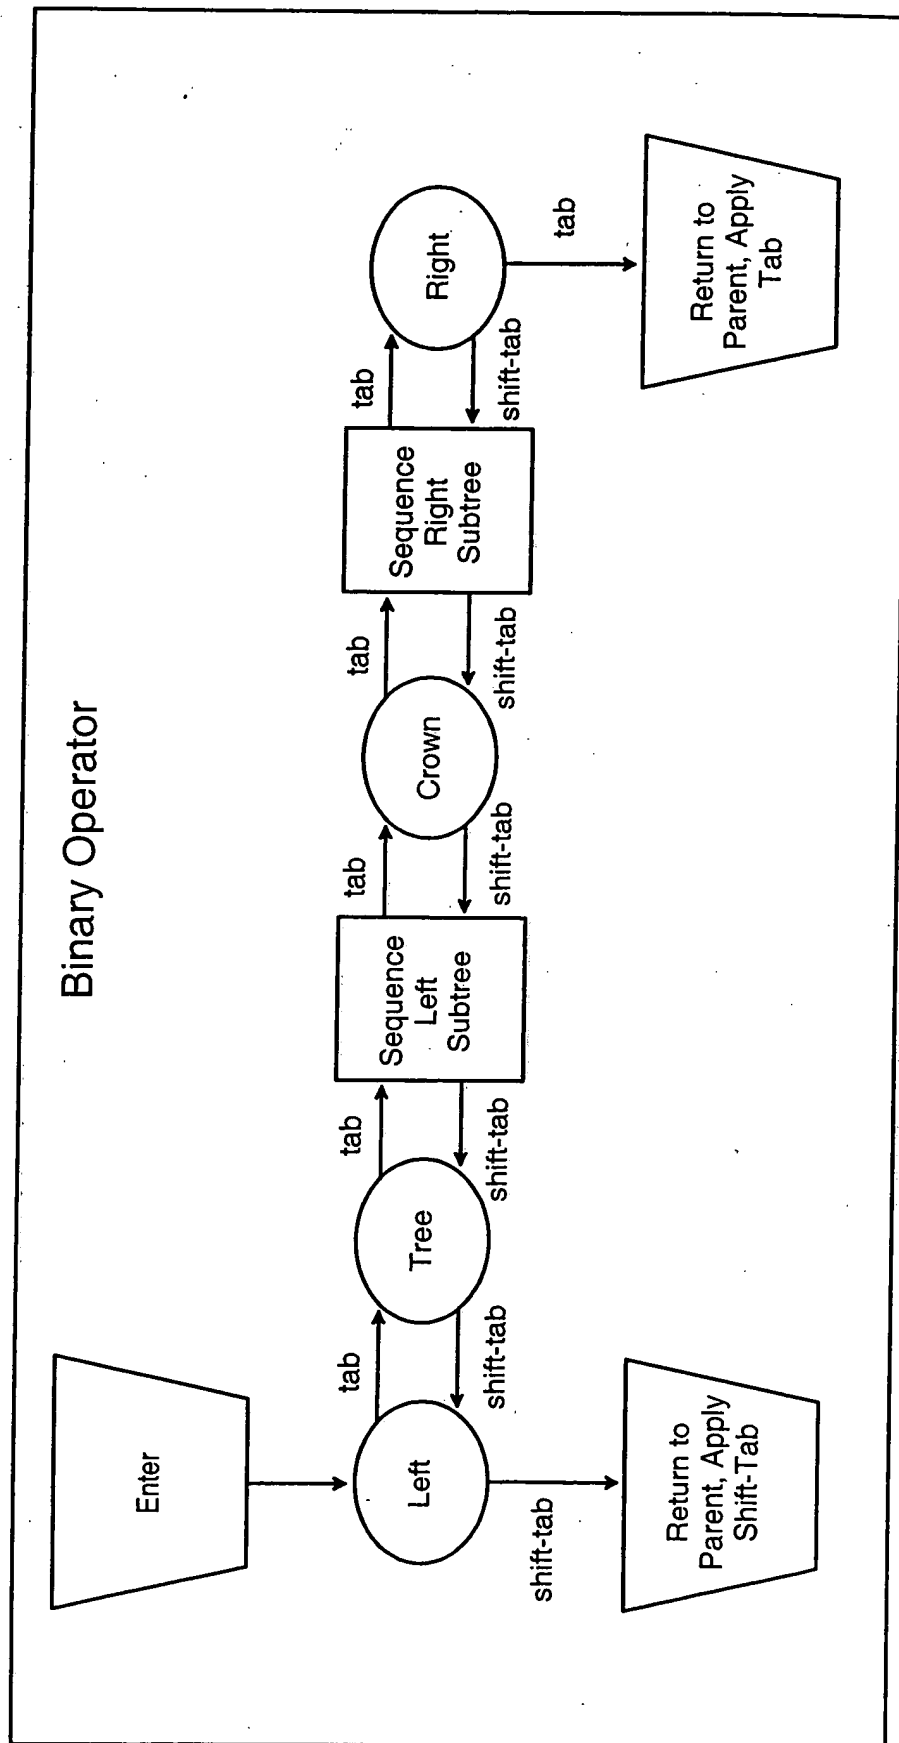 Binary Operator
Enter
Left
tab
shift-tab
Tree
tab
shift-tab
Sequence
Left
Subtree
tab
shift-tab
Crown
tab
shift-tab
Sequence
Right
Subtree
tab
shift-tab
Right
shift-tab
Return to
Parent, Apply
Shift-Tab
tab
Return to
Parent, Apply
Tab